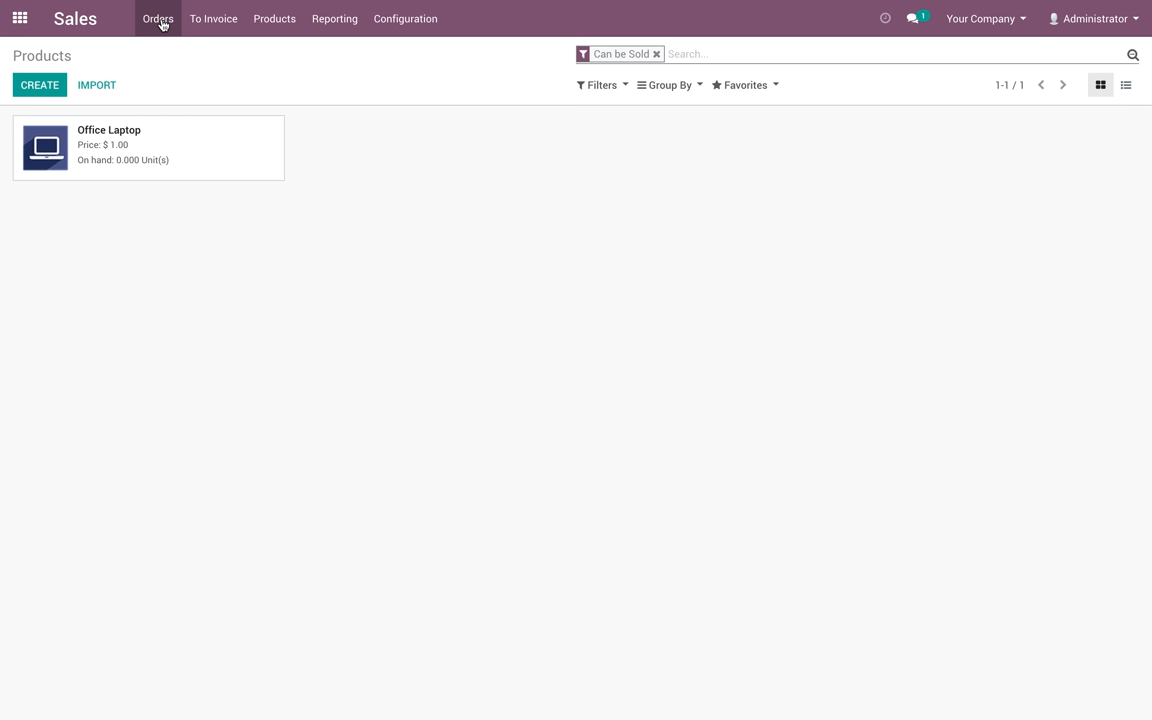 Sales Orders To Invoice Products Reporting Configuration 1 Your Company Administrator
Products
Can be Sold Search...
CREATE IMPORT
Filters Group By Favorites 1-1 / 1
Office Laptop
Price: $ 1.00
On hand: 0.000 Unit(s)